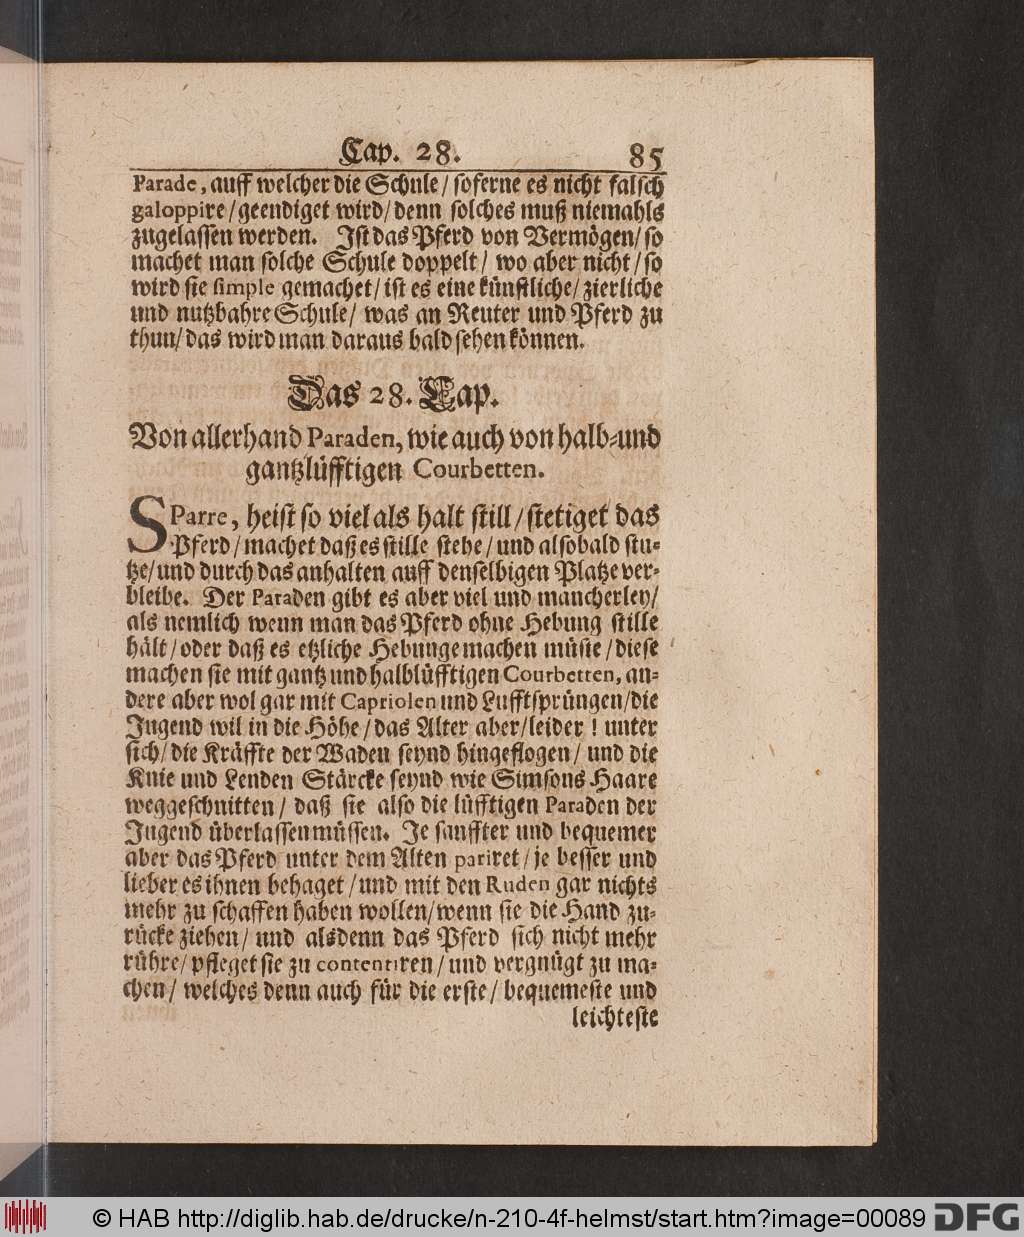 Cap. 28. 85
Parade, auff welcher die Schule / soferne es nicht falsch
galoppire / geendiget wird / denn solches muß niemahls
zugelassen werden. Ist das Pferd von Vermögen / so
machet man solche Schule doppelt / wo aber nicht / so
wird sie simple gemachet / ist es eine künstliche / zierliche
und nutzbahre Schule / was an Reuter und Pferd zu
thun / das wird man daraus bald sehen können.
Das 28. Cap.
Von allerhand Paraden, wie auch von halb- und
gantzlüfftigen Courbetten.
SParre, heist so viel als halt still / stetiget das
Pferd / machet daß es stille stehe / und alsobald stu-
tze / und durch das anhalten auff denselbigen Platze ver-
bleibe. Der Paraden gibt es aber viel und mancherley /
als nemlich wenn man das Pferd ohne Hebung stille
hält / oder daß es etzliche Hebunge machen müste / diese
machen sie mit gantz und halblüfftigen Courbetten, an-
dere aber wol gar mit Capriolen und Lufftsprüngen / die
Jugend wil in die Höhe / das Alter aber / leider ! unter
sich / die Kräffte der Waden seynd hingeflogen / und die
Knie und Lenden Stärcke seynd wie Simsons Haare
weggeschnitten / daß sie also die lüfftigen Paraden der
Jugend überlassen müssen. Je sanffter und bequemer
aber das Pferd unter dem Alten pariret / je besser und
lieber es ihnen behaget / und mit den Ruden gar nichts
mehr zu schaffen haben wollen / wenn sie die Hand zu-
rücke ziehen / und alsdenn das Pferd sich nicht mehr
rühre / pfleget sie zu contentiren / und vergnügt zu ma-
chen / welches denn auch für die erste / bequemeste und
leichteste
© HAB http://diglib.hab.de/drucke/n-210-4f-helmst/start.htm?image=00089 DFG